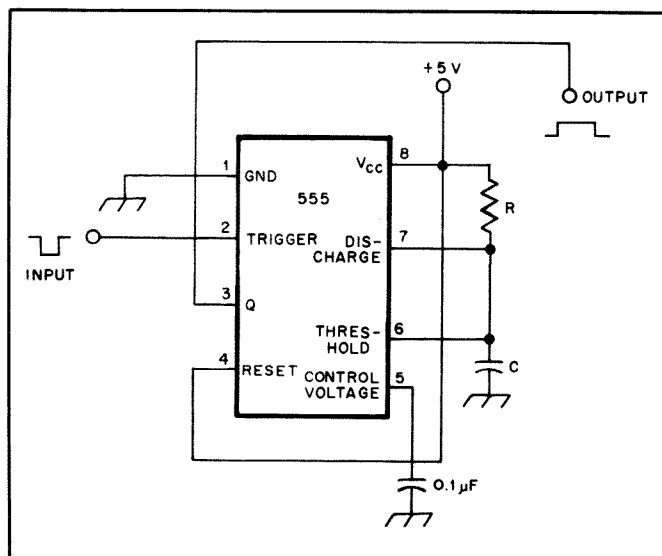 +5 V
OUTPUT
1
GND
555
V_CC
8
R
INPUT
2
TRIGGER
DIS-
CHARGE
7
3
Q
THRES-
HOLD
6
4
RESET
CONTROL
VOLTAGE
5
C
0.1 µF